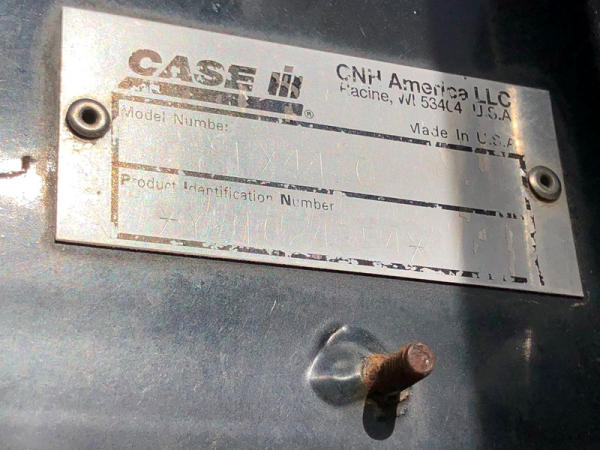 CASE IH ®
CNH America LLC
Racine, WI 53404 U.S.A
Model Number:
Made In U.S.A
Product Identification Number